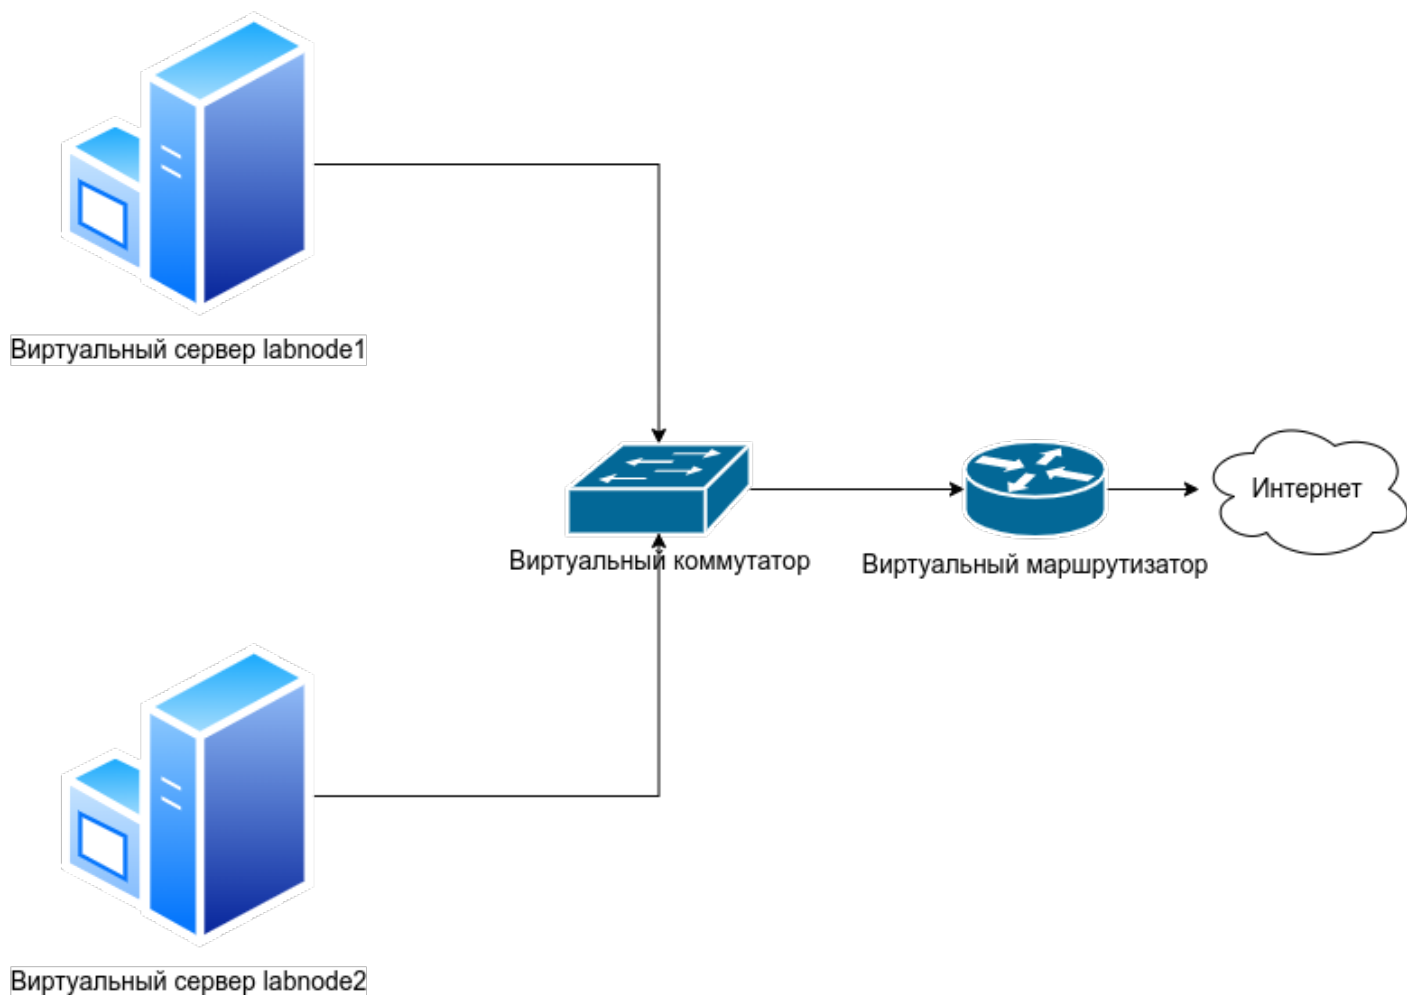 Виртуальный сервер labnode1
Интернет
Виртуальный коммутатор
Виртуальный маршрутизатор
Виртуальный сервер labnode2